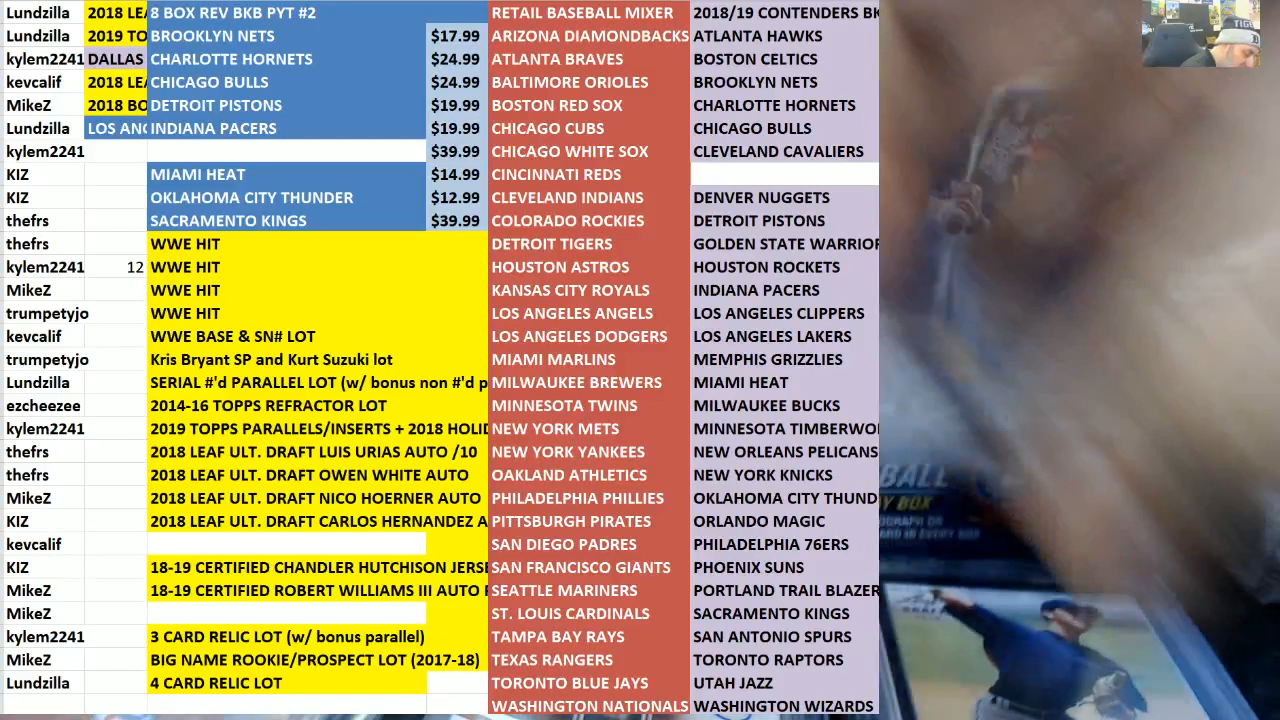 Lundzilla 2018 LEA 8 BOX REV BKB PYT #2 RETAIL BASEBALL MIXER 2018/19 CONTENDERS BK
Lundzilla 2019 TO BROOKLYN NETS $17.99 ARIZONA DIAMONDBACKS ATLANTA HAWKS
kylem2241 DALLAS CHARLOTTE HORNETS $24.99 ATLANTA BRAVES BOSTON CELTICS
kevcalif 2018 LEA CHICAGO BULLS $24.99 BALTIMORE ORIOLES BROOKLYN NETS
MikeZ 2018 BO DETROIT PISTONS $19.99 BOSTON RED SOX CHARLOTTE HORNETS
Lundzilla LOS ANG INDIANA PACERS $19.99 CHICAGO CUBS CHICAGO BULLS
kylem2241 $39.99 CHICAGO WHITE SOX CLEVELAND CAVALIERS
KIZ MIAMI HEAT $14.99 CINCINNATI REDS
KIZ OKLAHOMA CITY THUNDER $12.99 CLEVELAND INDIANS DENVER NUGGETS
thefrs SACRAMENTO KINGS $39.99 COLORADO ROCKIES DETROIT PISTONS
thefrs WWE HIT DETROIT TIGERS GOLDEN STATE WARRIOR
kylem2241 12 WWE HIT HOUSTON ASTROS HOUSTON ROCKETS
MikeZ WWE HIT KANSAS CITY ROYALS INDIANA PACERS
trumpetyjo WWE HIT LOS ANGELES ANGELS LOS ANGELES CLIPPERS
kevcalif WWE BASE & SN# LOT LOS ANGELES DODGERS LOS ANGELES LAKERS
trumpetyjo Kris Bryant SP and Kurt Suzuki lot MIAMI MARLINS MEMPHIS GRIZZLIES
Lundzilla SERIAL #'d PARALLEL LOT (w/ bonus non #'d p MILWAUKEE BREWERS MIAMI HEAT
ezcheezee 2014-16 TOPPS REFRACTOR LOT MINNESOTA TWINS MILWAUKEE BUCKS
kylem2241 2019 TOPPS PARALLELS/INSERTS + 2018 HOLID NEW YORK METS MINNESOTA TIMBERWO
thefrs 2018 LEAF ULT. DRAFT LUIS URIAS AUTO /10 NEW YORK YANKEES NEW ORLEANS PELICANS
thefrs 2018 LEAF ULT. DRAFT OWEN WHITE AUTO OAKLAND ATHLETICS NEW YORK KNICKS
MikeZ 2018 LEAF ULT. DRAFT NICO HOERNER AUTO PHILADELPHIA PHILLIES OKLAHOMA CITY THUND
KIZ 2018 LEAF ULT. DRAFT CARLOS HERNANDEZ A PITTSBURGH PIRATES ORLANDO MAGIC
kevcalif SAN DIEGO PADRES PHILADELPHIA 76ERS
KIZ 18-19 CERTIFIED CHANDLER HUTCHISON JERSE SAN FRANCISCO GIANTS PHOENIX SUNS
MikeZ 18-19 CERTIFIED ROBERT WILLIAMS III AUTO SEATTLE MARINERS PORTLAND TRAIL BLAZER
MikeZ ST. LOUIS CARDINALS SACRAMENTO KINGS
kylem2241 3 CARD RELIC LOT (w/ bonus parallel) TAMPA BAY RAYS SAN ANTONIO SPURS
MikeZ BIG NAME ROOKIE/PROSPECT LOT (2017-18) TEXAS RANGERS TORONTO RAPTORS
Lundzilla 4 CARD RELIC LOT TORONTO BLUE JAYS UTAH JAZZ
WASHINGTON NATIONALS WASHINGTON WIZARDS
BALL
BOX